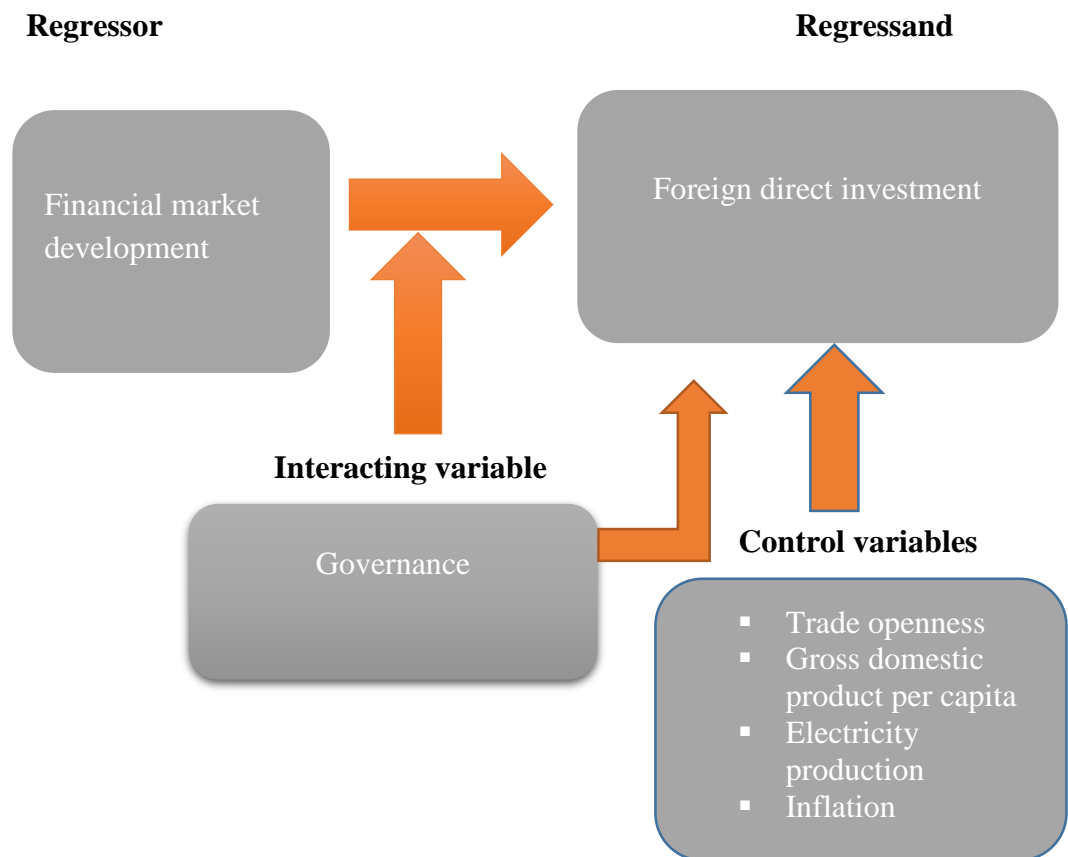 Regressor
Regressand
Financial market
development
Foreign direct investment
Interacting variable
Governance
Control variables
▪ Trade openness
▪ Gross domestic
product per capita
▪ Electricity
production
▪ Inflation